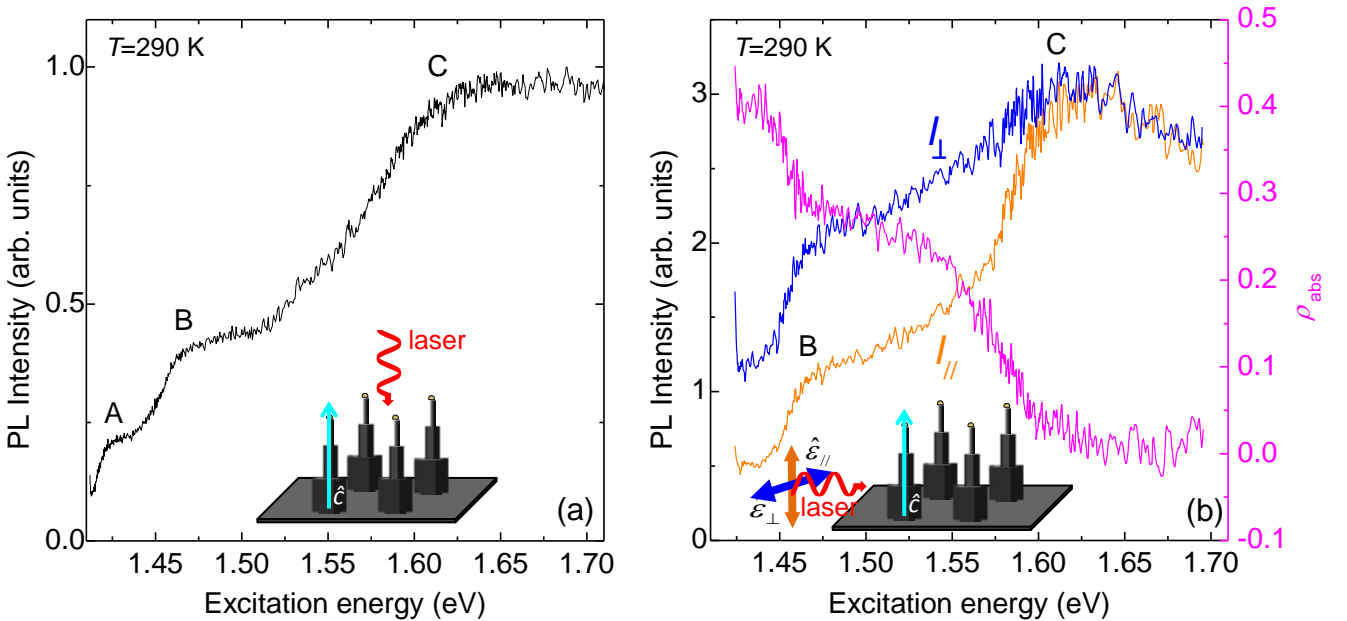 T=290 K
C
B
A
laser
ĉ
(a)
1.0
0.5
0.0
PL Intensity (arb. units)
1.45 1.50 1.55 1.60 1.65 1.70
Excitation energy (eV)
T=290 K
C
I⊥
B
I//
ε̂//
ε⊥
laser
ĉ
(b)
3
2
1
0
PL Intensity (arb. units)
0.5
0.4
0.3
0.2
0.1
0.0
-0.1
ρabs
1.45 1.50 1.55 1.60 1.65 1.70
Excitation energy (eV)